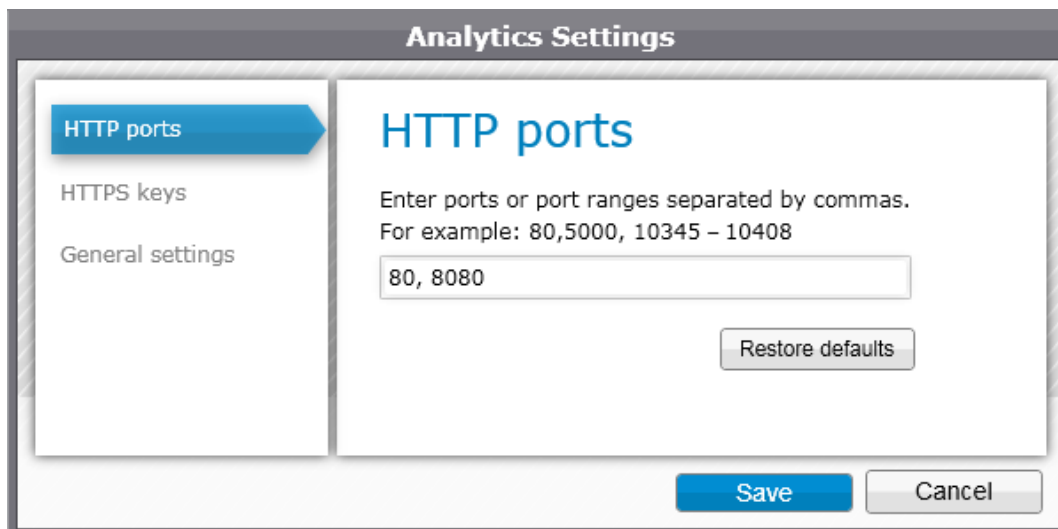 Analytics Settings
HTTP ports
HTTPS keys
General settings
HTTP ports
Enter ports or port ranges separated by commas.
For example: 80,5000, 10345 – 10408
80, 8080
Restore defaults
Save
Cancel